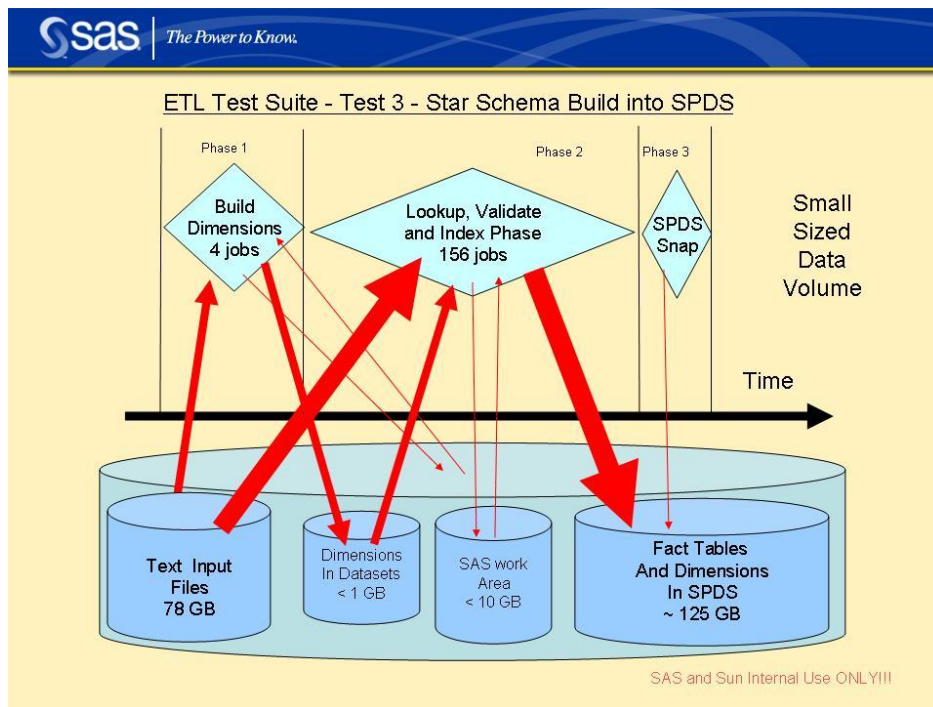 sas
The Power to Know.
ETL Test Suite - Test 3 - Star Schema Build into SPDS
Phase 1
Phase 2
Phase 3
Build
Dimensions
4 jobs
Lookup, Validate
and Index Phase
156 jobs
SPDS
Snap
Small
Sized
Data
Volume
Time
Text Input
Files
78 GB
Dimensions
In Datasets
< 1 GB
SAS work
Area
< 10 GB
Fact Tables
And Dimensions
In SPDS
~ 125 GB
SAS and Sun Internal Use ONLY!!!